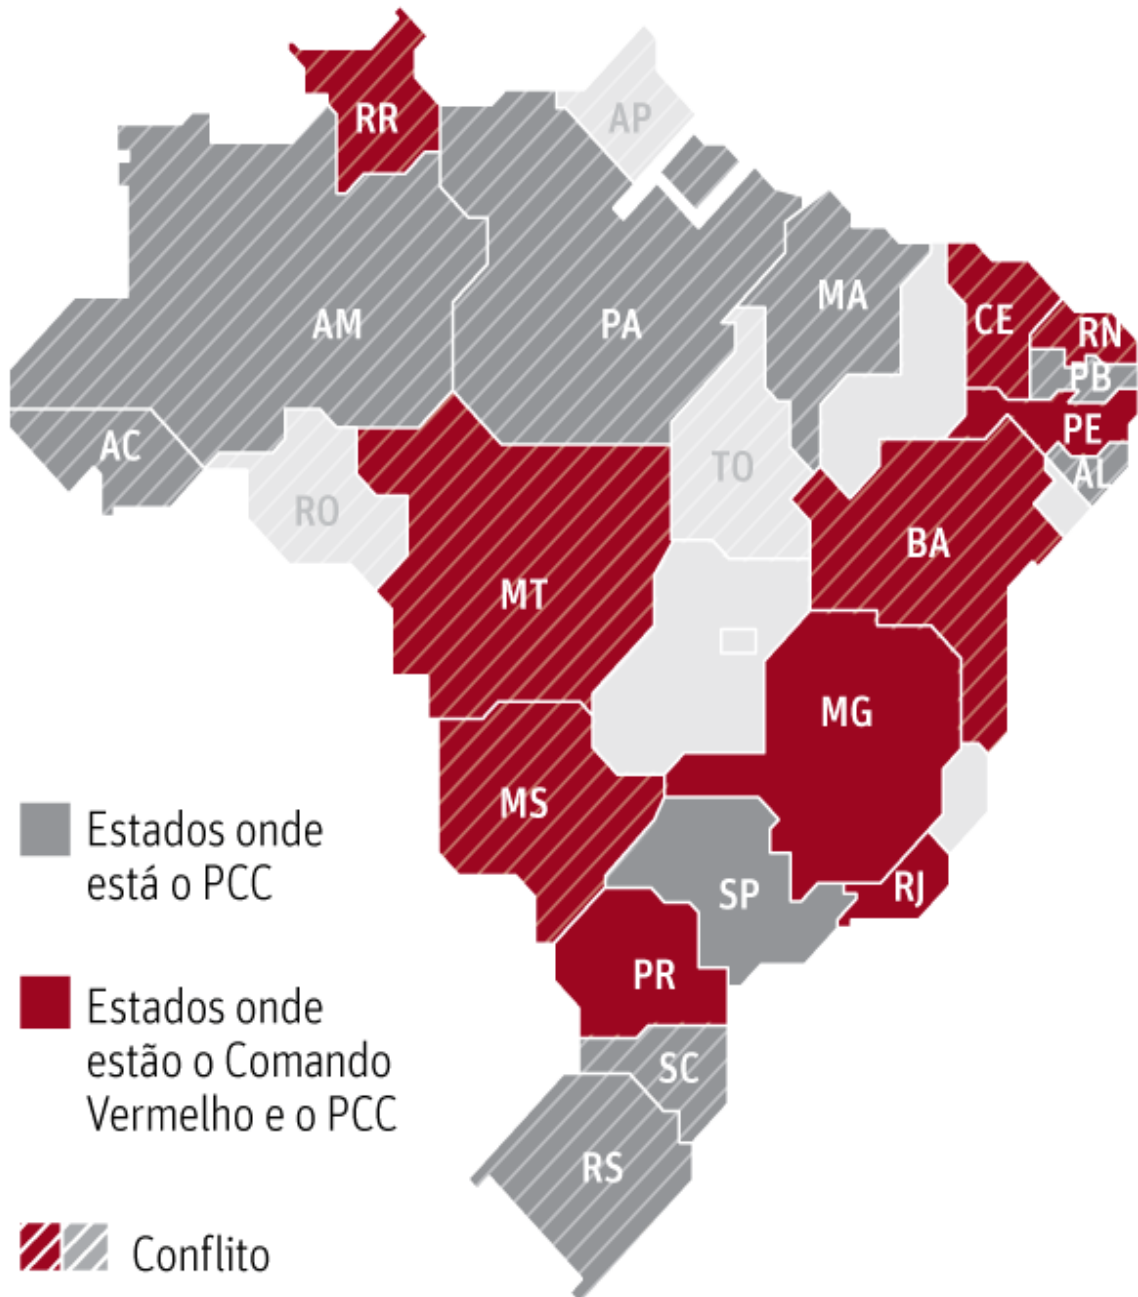 RR
AP
AM
PA
MA
CE
RN
PB
PE
AL
AC
RO
TO
BA
MT
MG
MS
SP
RJ
PR
SC
RS
Estados onde
está o PCC
Estados onde
estão o Comando
Vermelho e o PCC
Conflito